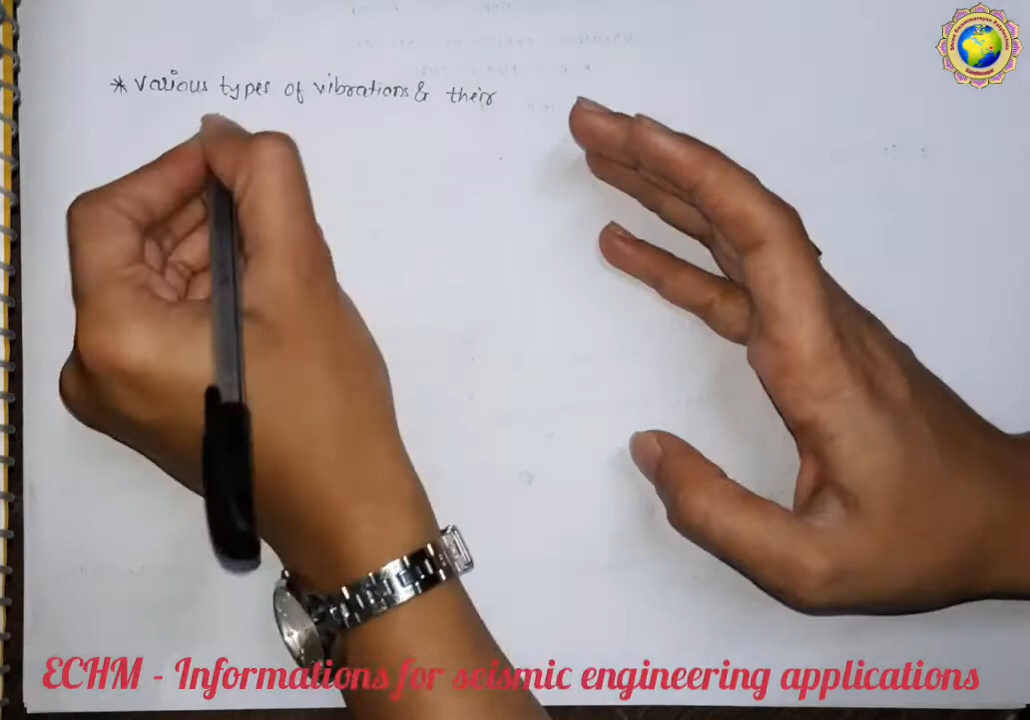 * Various types of vibrations & their
ECHM - Informations for seismic engineering applications